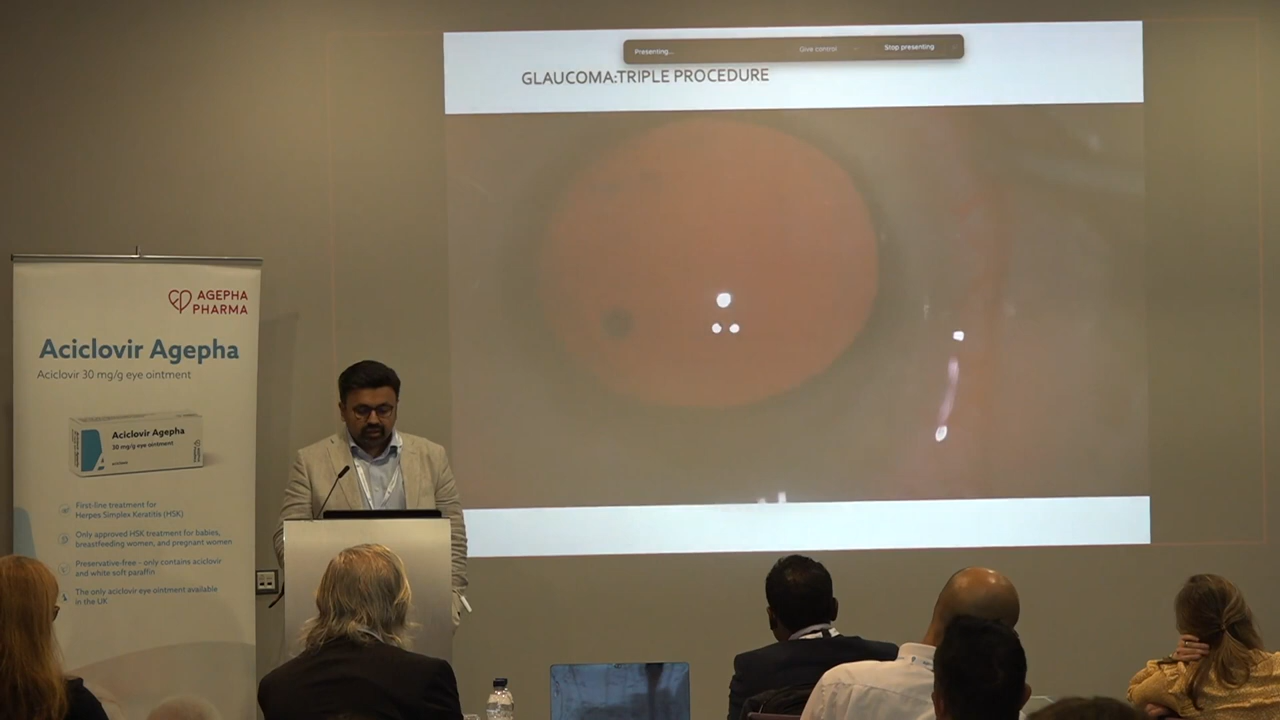 Presenting...
Give control
Stop presenting
GLAUCOMA:TRIPLE PROCEDURE
AGEPHA
PHARMA
Aciclovir Agepha
Aciclovir 30 mg/g eye ointment
Aciclovir Agepha
30 mg/g eye ointment
First-line treatment for
Herpes Simplex Keratitis (HSK)
Only approved HSK treatment for babies,
breastfeeding women, and pregnant women
Preservative-free - only contains aciclovir
and white soft paraffin
The only aciclovir eye ointment available
in the UK